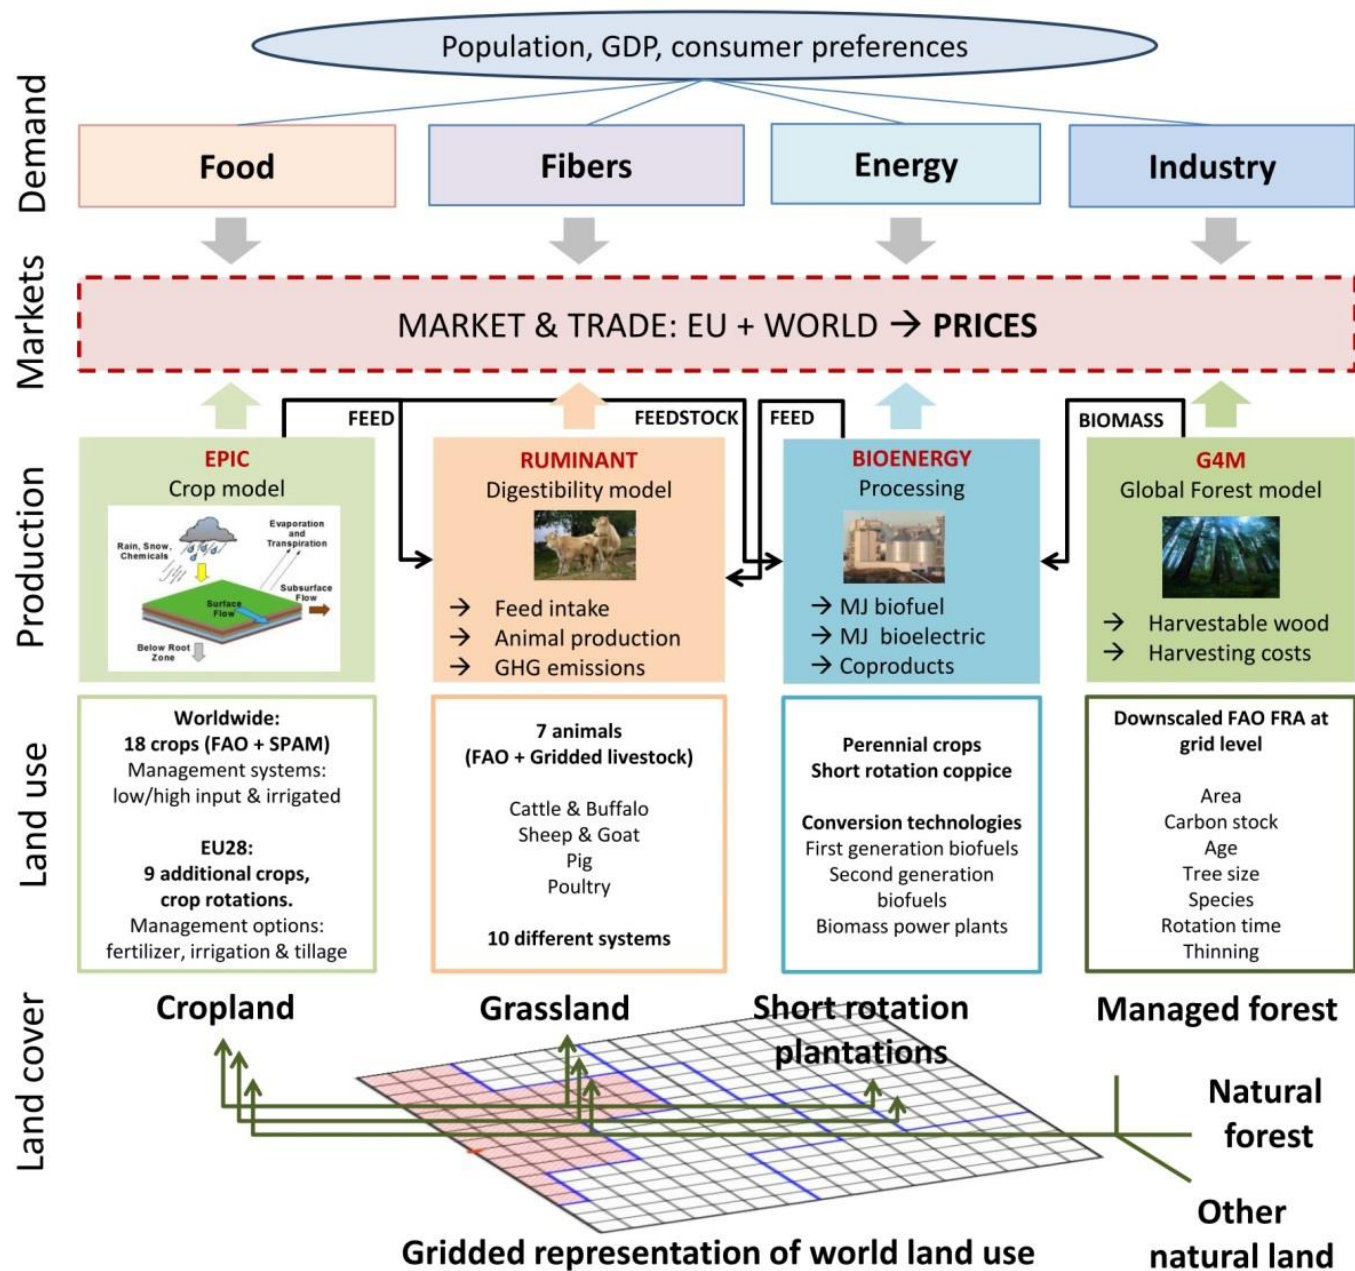 Population, GDP, consumer preferences
Demand
Food
Fibers
Energy
Industry
Markets
MARKET & TRADE: EU + WORLD → PRICES
FEED
FEEDSTOCK
FEED
BIOMASS
Production
EPIC
Crop model
Rain, Snow,
Chemicals
Evaporation
and
Transpiration
Subsurface
Flow
Surface
Flow
Below Root
Zone
RUMINANT
Digestibility model
→ Feed intake
→ Animal production
→ GHG emissions
BIOENERGY
Processing
→ MJ biofuel
→ MJ bioelectric
→ Coproducts
G4M
Global Forest model
→ Harvestable wood
→ Harvesting costs
Land use
Worldwide:
18 crops (FAO + SPAM)
Management systems:
low/high input & irrigated
EU28:
9 additional crops,
crop rotations.
Management options:
fertilizer, irrigation & tillage
7 animals
(FAO + Gridded livestock)
Cattle & Buffalo
Sheep & Goat
Pig
Poultry
10 different systems
Perennial crops
Short rotation coppice
Conversion technologies
First generation biofuels
Second generation
biofuels
Biomass power plants
Downscaled FAO FRA at
grid level
Area
Carbon stock
Age
Tree size
Species
Rotation time
Thinning
Land cover
Cropland
Grassland
Short rotation
plantations
Managed forest
Natural
forest
Other
natural land
Gridded representation of world land use